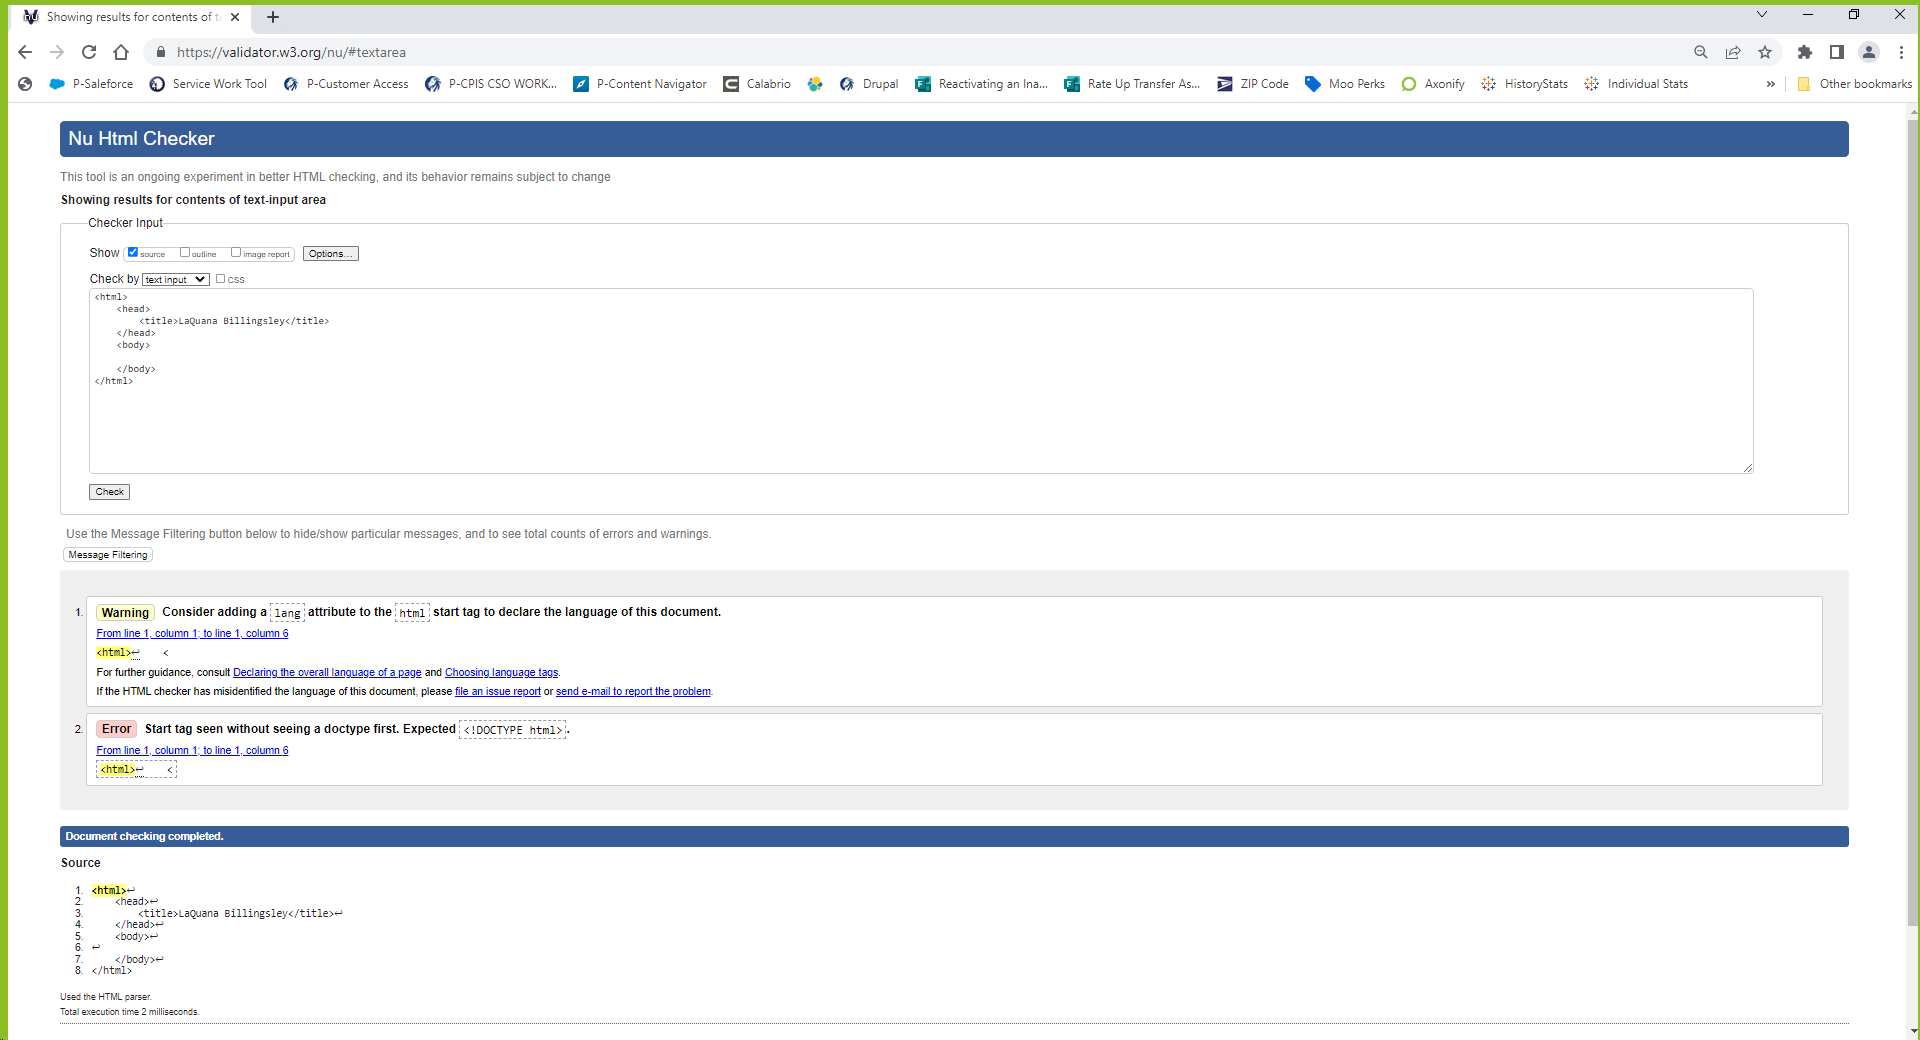 Showing results for contents of t
https://validator.w3.org/nu/#textarea
P-Saleforce Service Work Tool P-Customer Access P-CPIS CSO WORK... P-Content Navigator Calabrio Drupal Reactivating an Ina... Rate Up Transfer As... ZIP Code Moo Perks Axonify HistoryStats Individual Stats » Other bookmarks
Nu Html Checker
This tool is an ongoing experiment in better HTML checking, and its behavior remains subject to change
Showing results for contents of text-input area
Checker Input
Show source outline image report Options...
Check by text input css
<html>
<head>
<title>LaQuana Billingsley</title>
</head>
<body>
</body>
</html>
Check
Use the Message Filtering button below to hide/show particular messages, and to see total counts of errors and warnings.
Message Filtering
1. Warning Consider adding a lang attribute to the html start tag to declare the language of this document.
From line 1, column 1; to line 1, column 6
<html>↩ <
For further guidance, consult Declaring the overall language of a page and Choosing language tags.
If the HTML checker has misidentified the language of this document, please file an issue report or send e-mail to report the problem.
2. Error Start tag seen without seeing a doctype first. Expected <!DOCTYPE html>.
From line 1, column 1; to line 1, column 6
<html>↩ <
Document checking completed.
Source
1. <html>↩
2. <head>↩
3. <title>LaQuana Billingsley</title>↩
4. </head>↩
5. <body>↩
6. ↩
7. </body>↩
8. </html>
Used the HTML parser.
Total execution time 2 milliseconds.